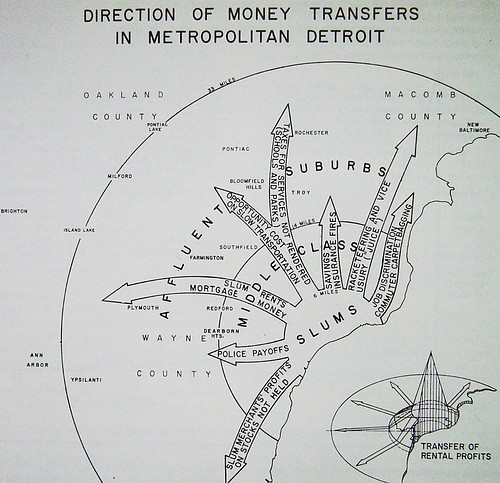 DIRECTION OF MONEY TRANSFERS
IN METROPOLITAN DETROIT
33 MILES
OAKLAND
COUNTY
MACOMB
COUNTY
PONTIAC
LAKE
NEW
BALTIMORE
ROCHESTER
PONTIAC
MILFORD
BLOOMFIELD
HILLS
TROY
SUBURBS
AFFLUENT
BRIGHTON
ISLAND LAKE
TAXES FOR SERVICES NOT RENDERED
SCHOOLS AND PARKS
OPPORTUNITY COST
ON SLOW TRANSPORTATION
14 MILES
SOUTHFIELD
FARMINGTON
MIDDLE
CLASS
SAVINGS
INSURANCE FIRES
RACKETEERING AND VICE
USURY "JUICE"
JOB DISCRIMINATION
COMMUTER CARPETBAGGING
6 MILES
SLUM RENTS
MORTGAGE MONEY
PLYMOUTH
REDFORD
SLUMS
WAYNE
COUNTY
DEARBORN
HTS.
POLICE PAYOFFS
ANN
ARBOR
YPSILANTI
SLUM MERCHANTS' PROFITS
ON STOCKS NOT HELD
TRANSFER OF
RENTAL PROFITS